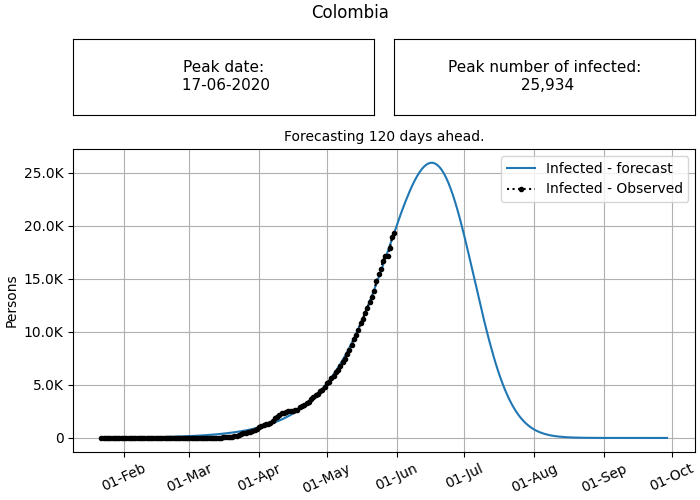 Colombia
Peak date:
17-06-2020
Peak number of infected:
25,934
Forecasting 120 days ahead.
Infected - forecast
Infected - Observed
25.0K
20.0K
15.0K
10.0K
5.0K
0
Persons
01-Feb
01-Mar
01-Apr
01-May
01-Jun
01-Jul
01-Aug
01-Sep
01-Oct